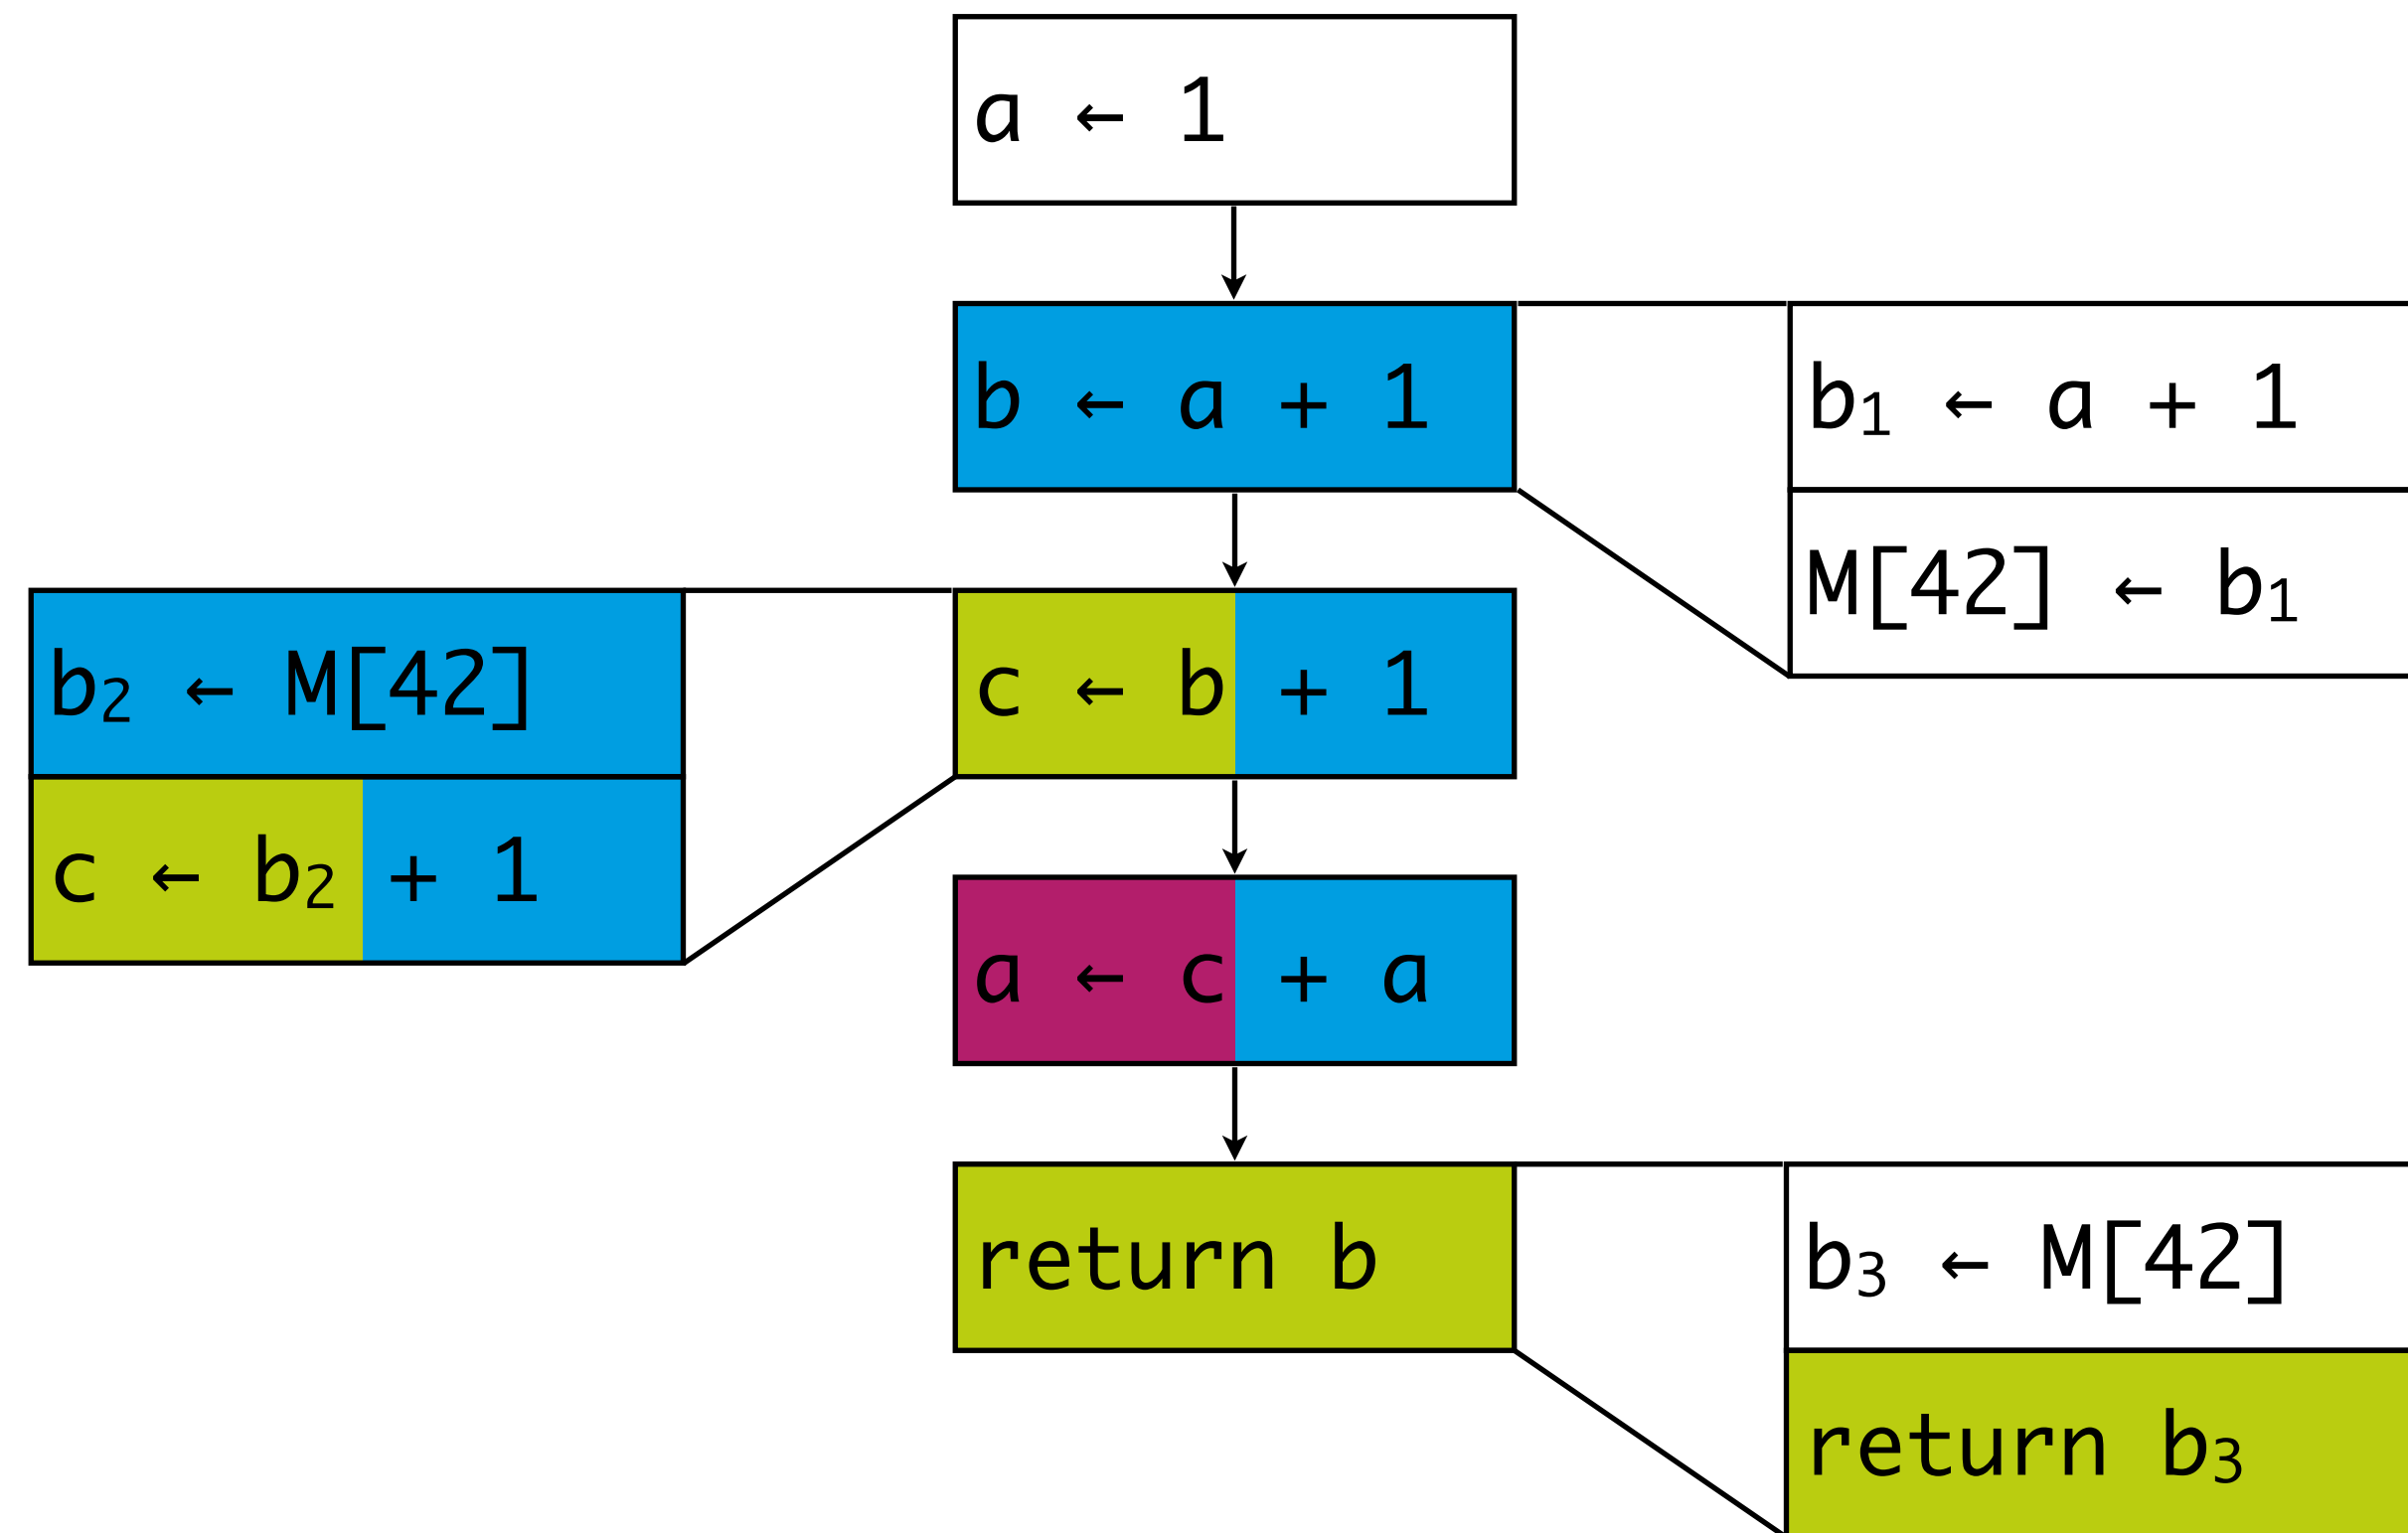 a ← 1
b ← a + 1
b₁ ← a + 1
M[42] ← b₁
b₂ ← M[42]
c ← b₂ + 1
c ← b + 1
a ← c + a
return b
b₃ ← M[42]
return b₃